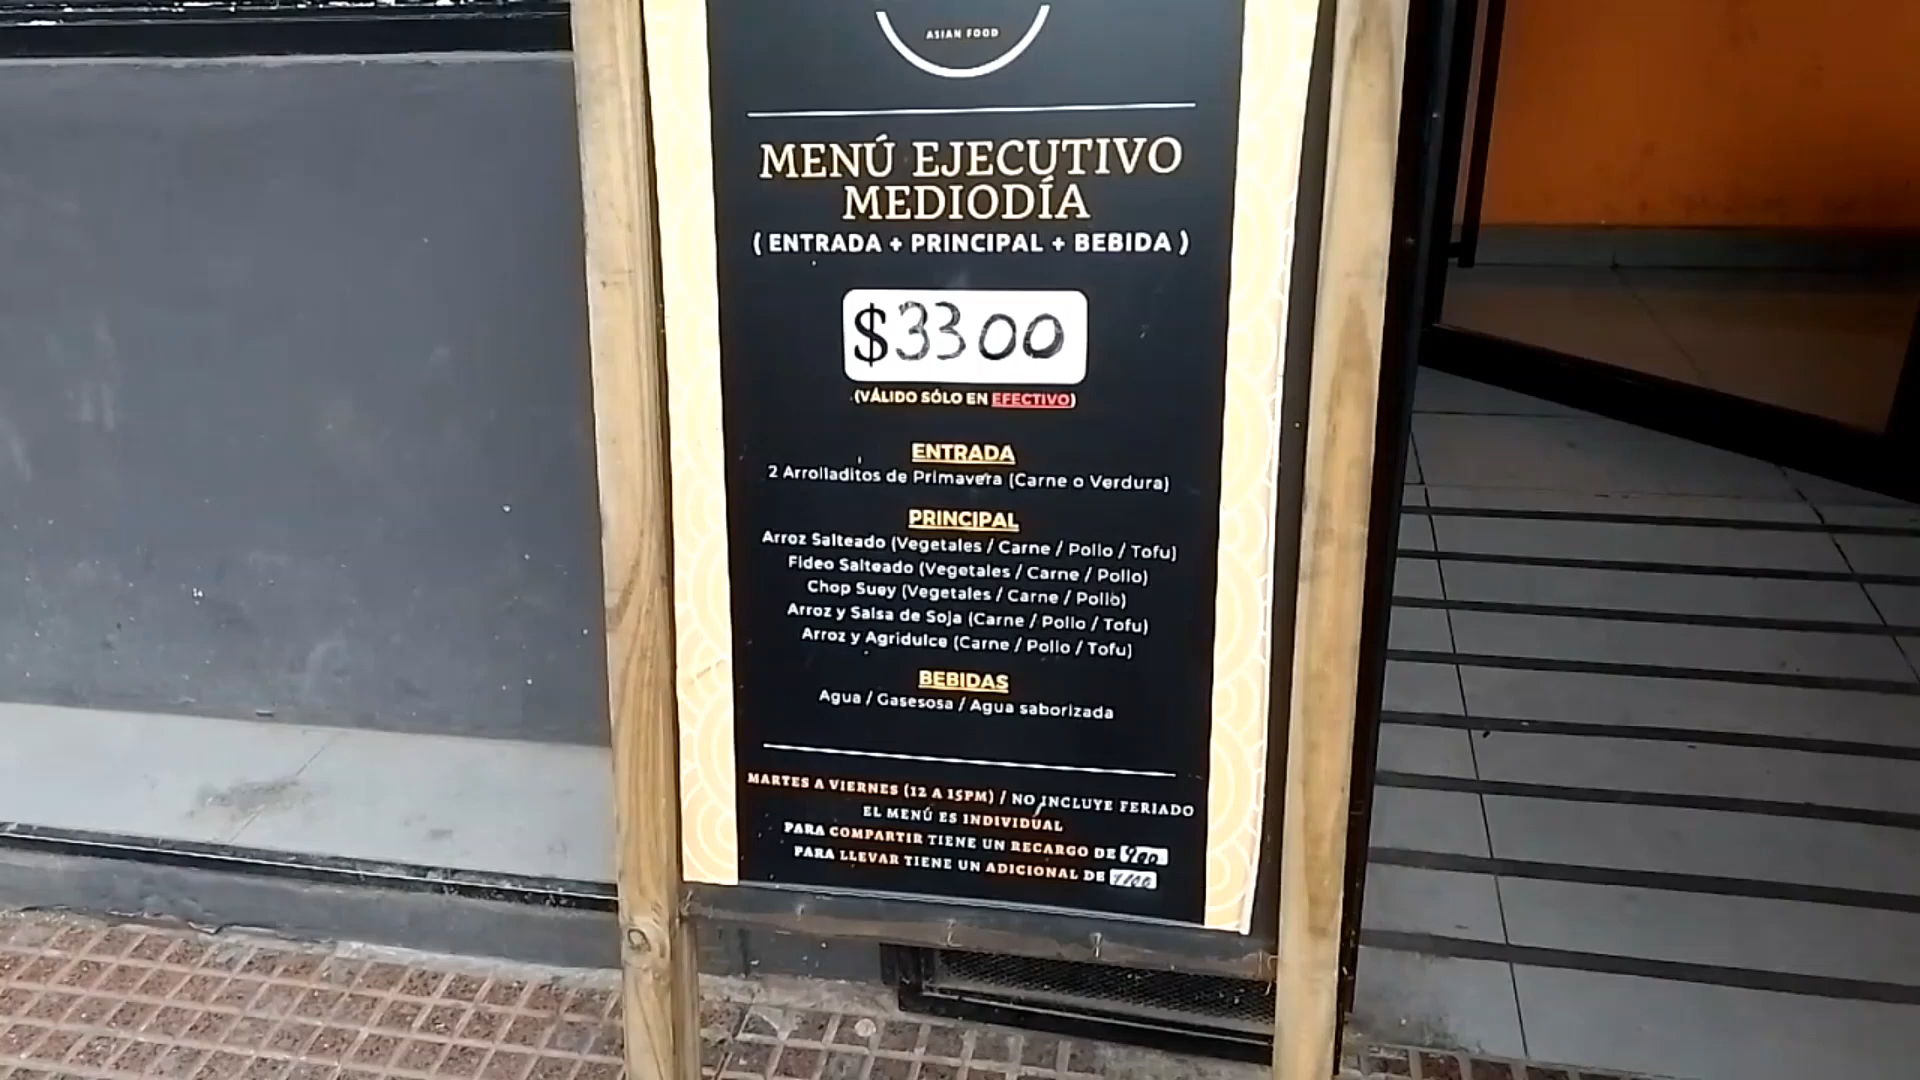 ASIAN FOOD
MENÚ EJECUTIVO
MEDIODÍA
( ENTRADA + PRINCIPAL + BEBIDA )
$3300
(VÁLIDO SÓLO EN EFECTIVO)
ENTRADA
2 Arrolladitos de Primavera (Carne o Verdura)
PRINCIPAL
Arroz Salteado (Vegetales / Carne / Pollo / Tofu)
Fideo Salteado (Vegetales / Carne / Pollo)
Chop Suey (Vegetales / Carne / Pollo)
Arroz y Salsa de Soja (Carne / Pollo / Tofu)
Arroz y Agridulce (Carne / Pollo / Tofu)
BEBIDAS
Agua / Gasesosa / Agua saborizada
MARTES A VIERNES (12 A 15PM) / NO INCLUYE FERIADO
EL MENÚ ES INDIVIDUAL
PARA COMPARTIR TIENE UN RECARGO DE
PARA LLEVAR TIENE UN ADICIONAL DE